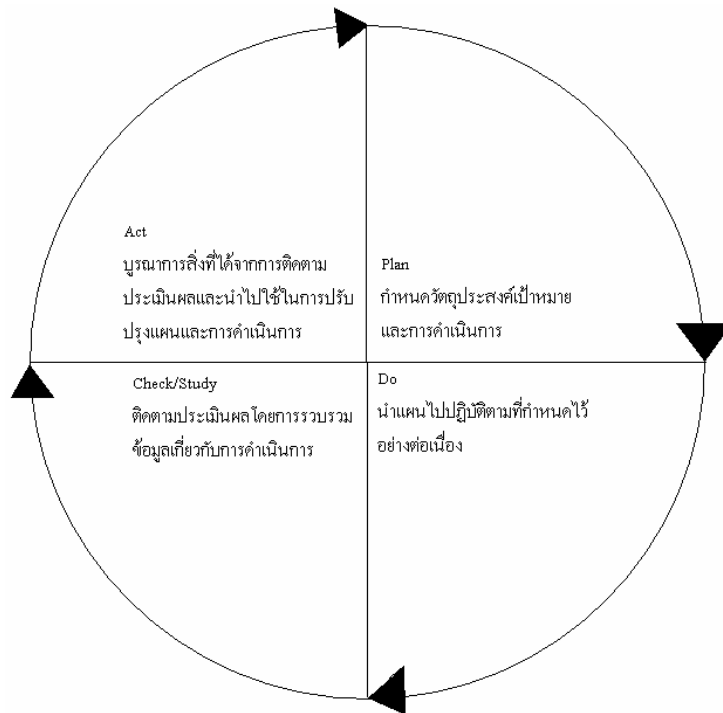 Act
บูรณาการสิ่งที่ได้จากการติดตาม
ประเมินผลและนำไปใช้ในการปรับ
ปรุงแผนและการดำเนินการ
Plan
กำหนดวัตถุประสงค์เป้าหมาย
และการดำเนินการ
Check/Study
ติดตามประเมินผลโดยการรวบรวม
ข้อมูลเกี่ยวกับการดำเนินการ
Do
นำแผนไปปฏิบัติตามที่กำหนดไว้
อย่างต่อเนื่อง